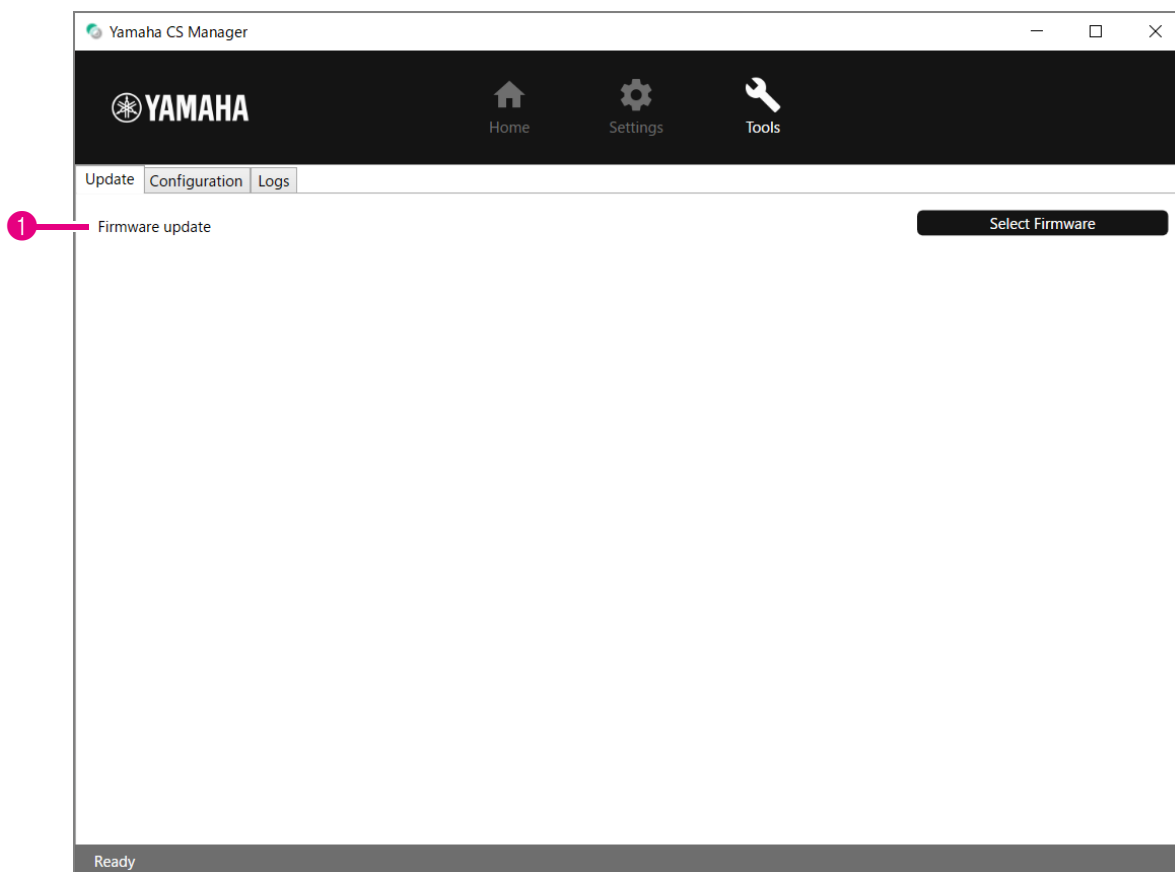 Yamaha CS Manager
YAMAHA
Home Settings Tools
Update Configuration Logs
1 Firmware update Select Firmware
Ready